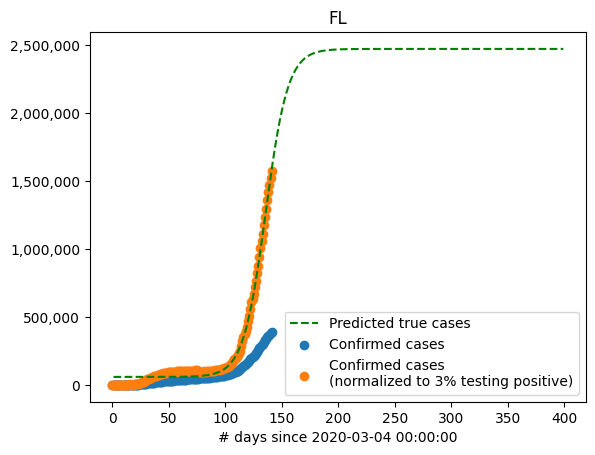 FL
2,500,000
2,000,000
1,500,000
1,000,000
500,000
0
Predicted true cases
Confirmed cases
Confirmed cases
(normalized to 3% testing positive)
0 50 100 150 200 250 300 350 400
# days since 2020-03-04 00:00:00